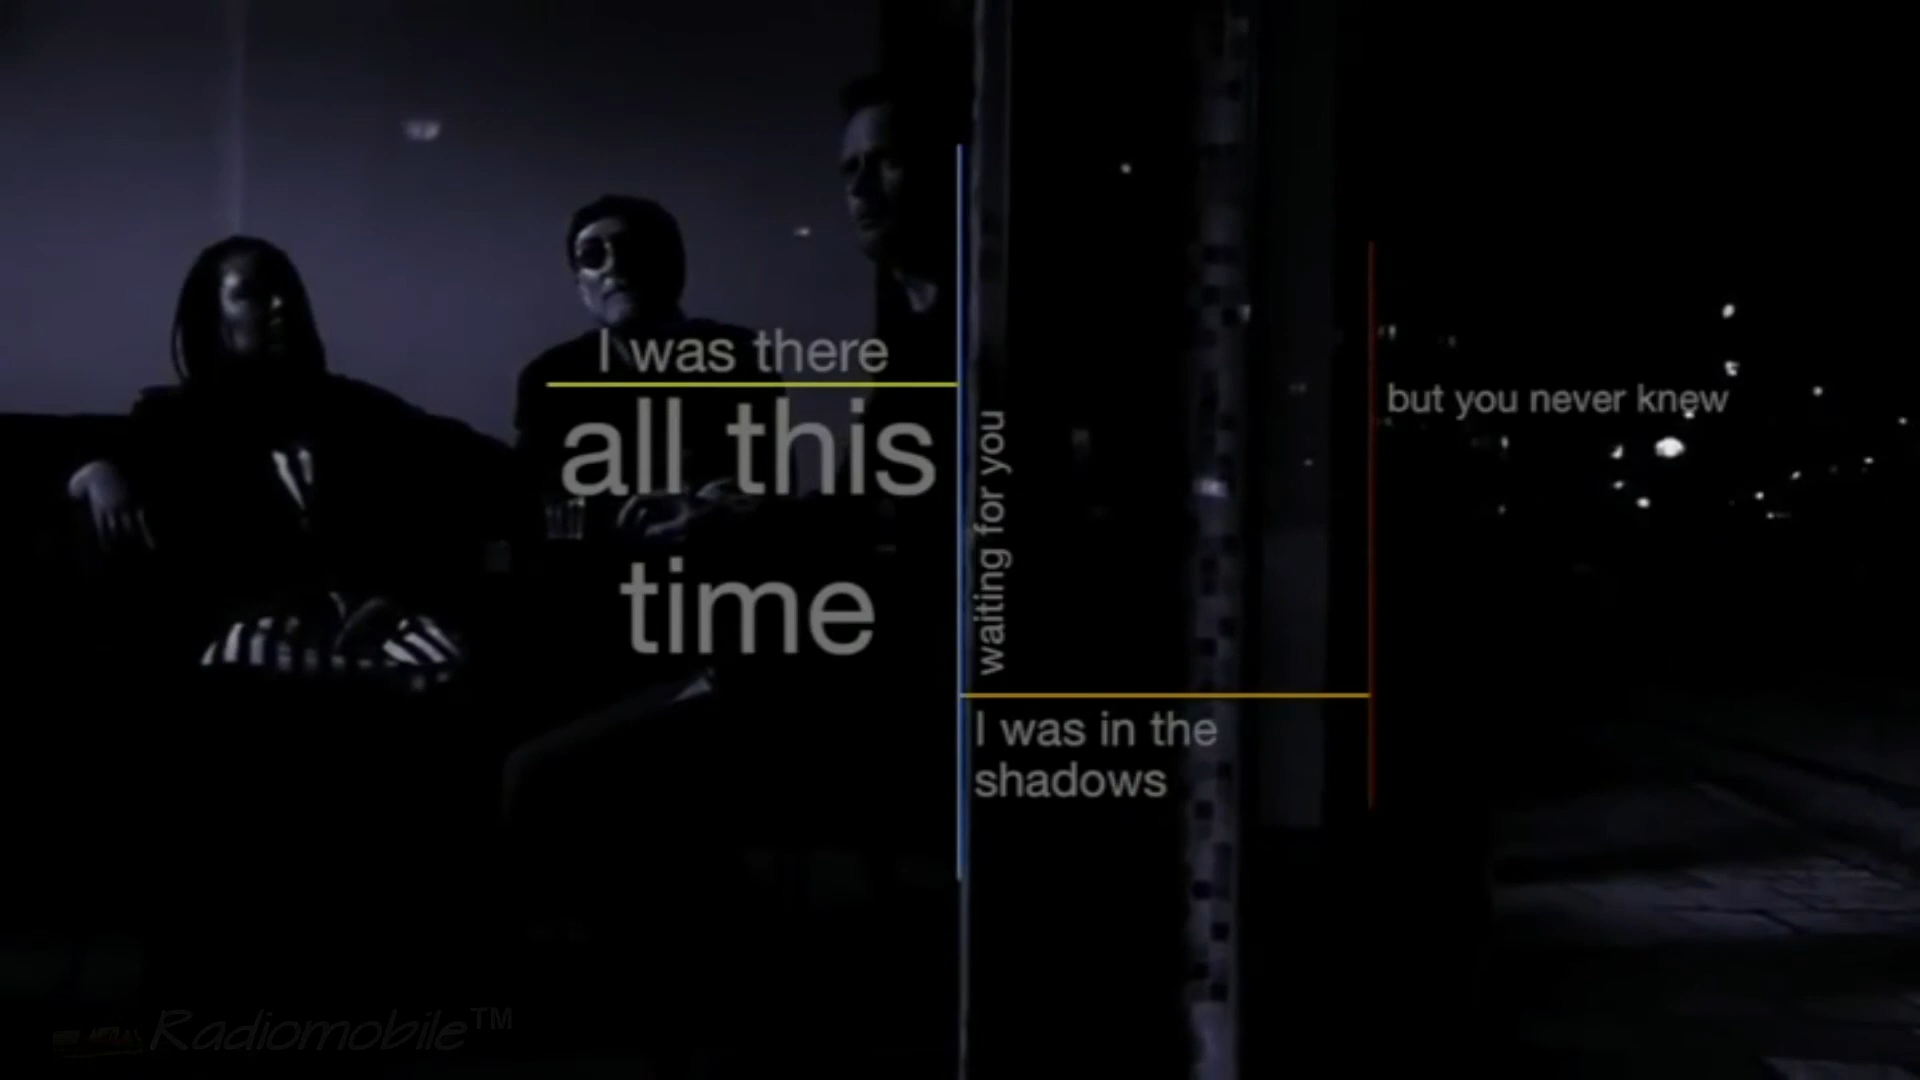 I was there
all this
time
waiting for you
I was in the
shadows
but you never knew
Radiomobile™